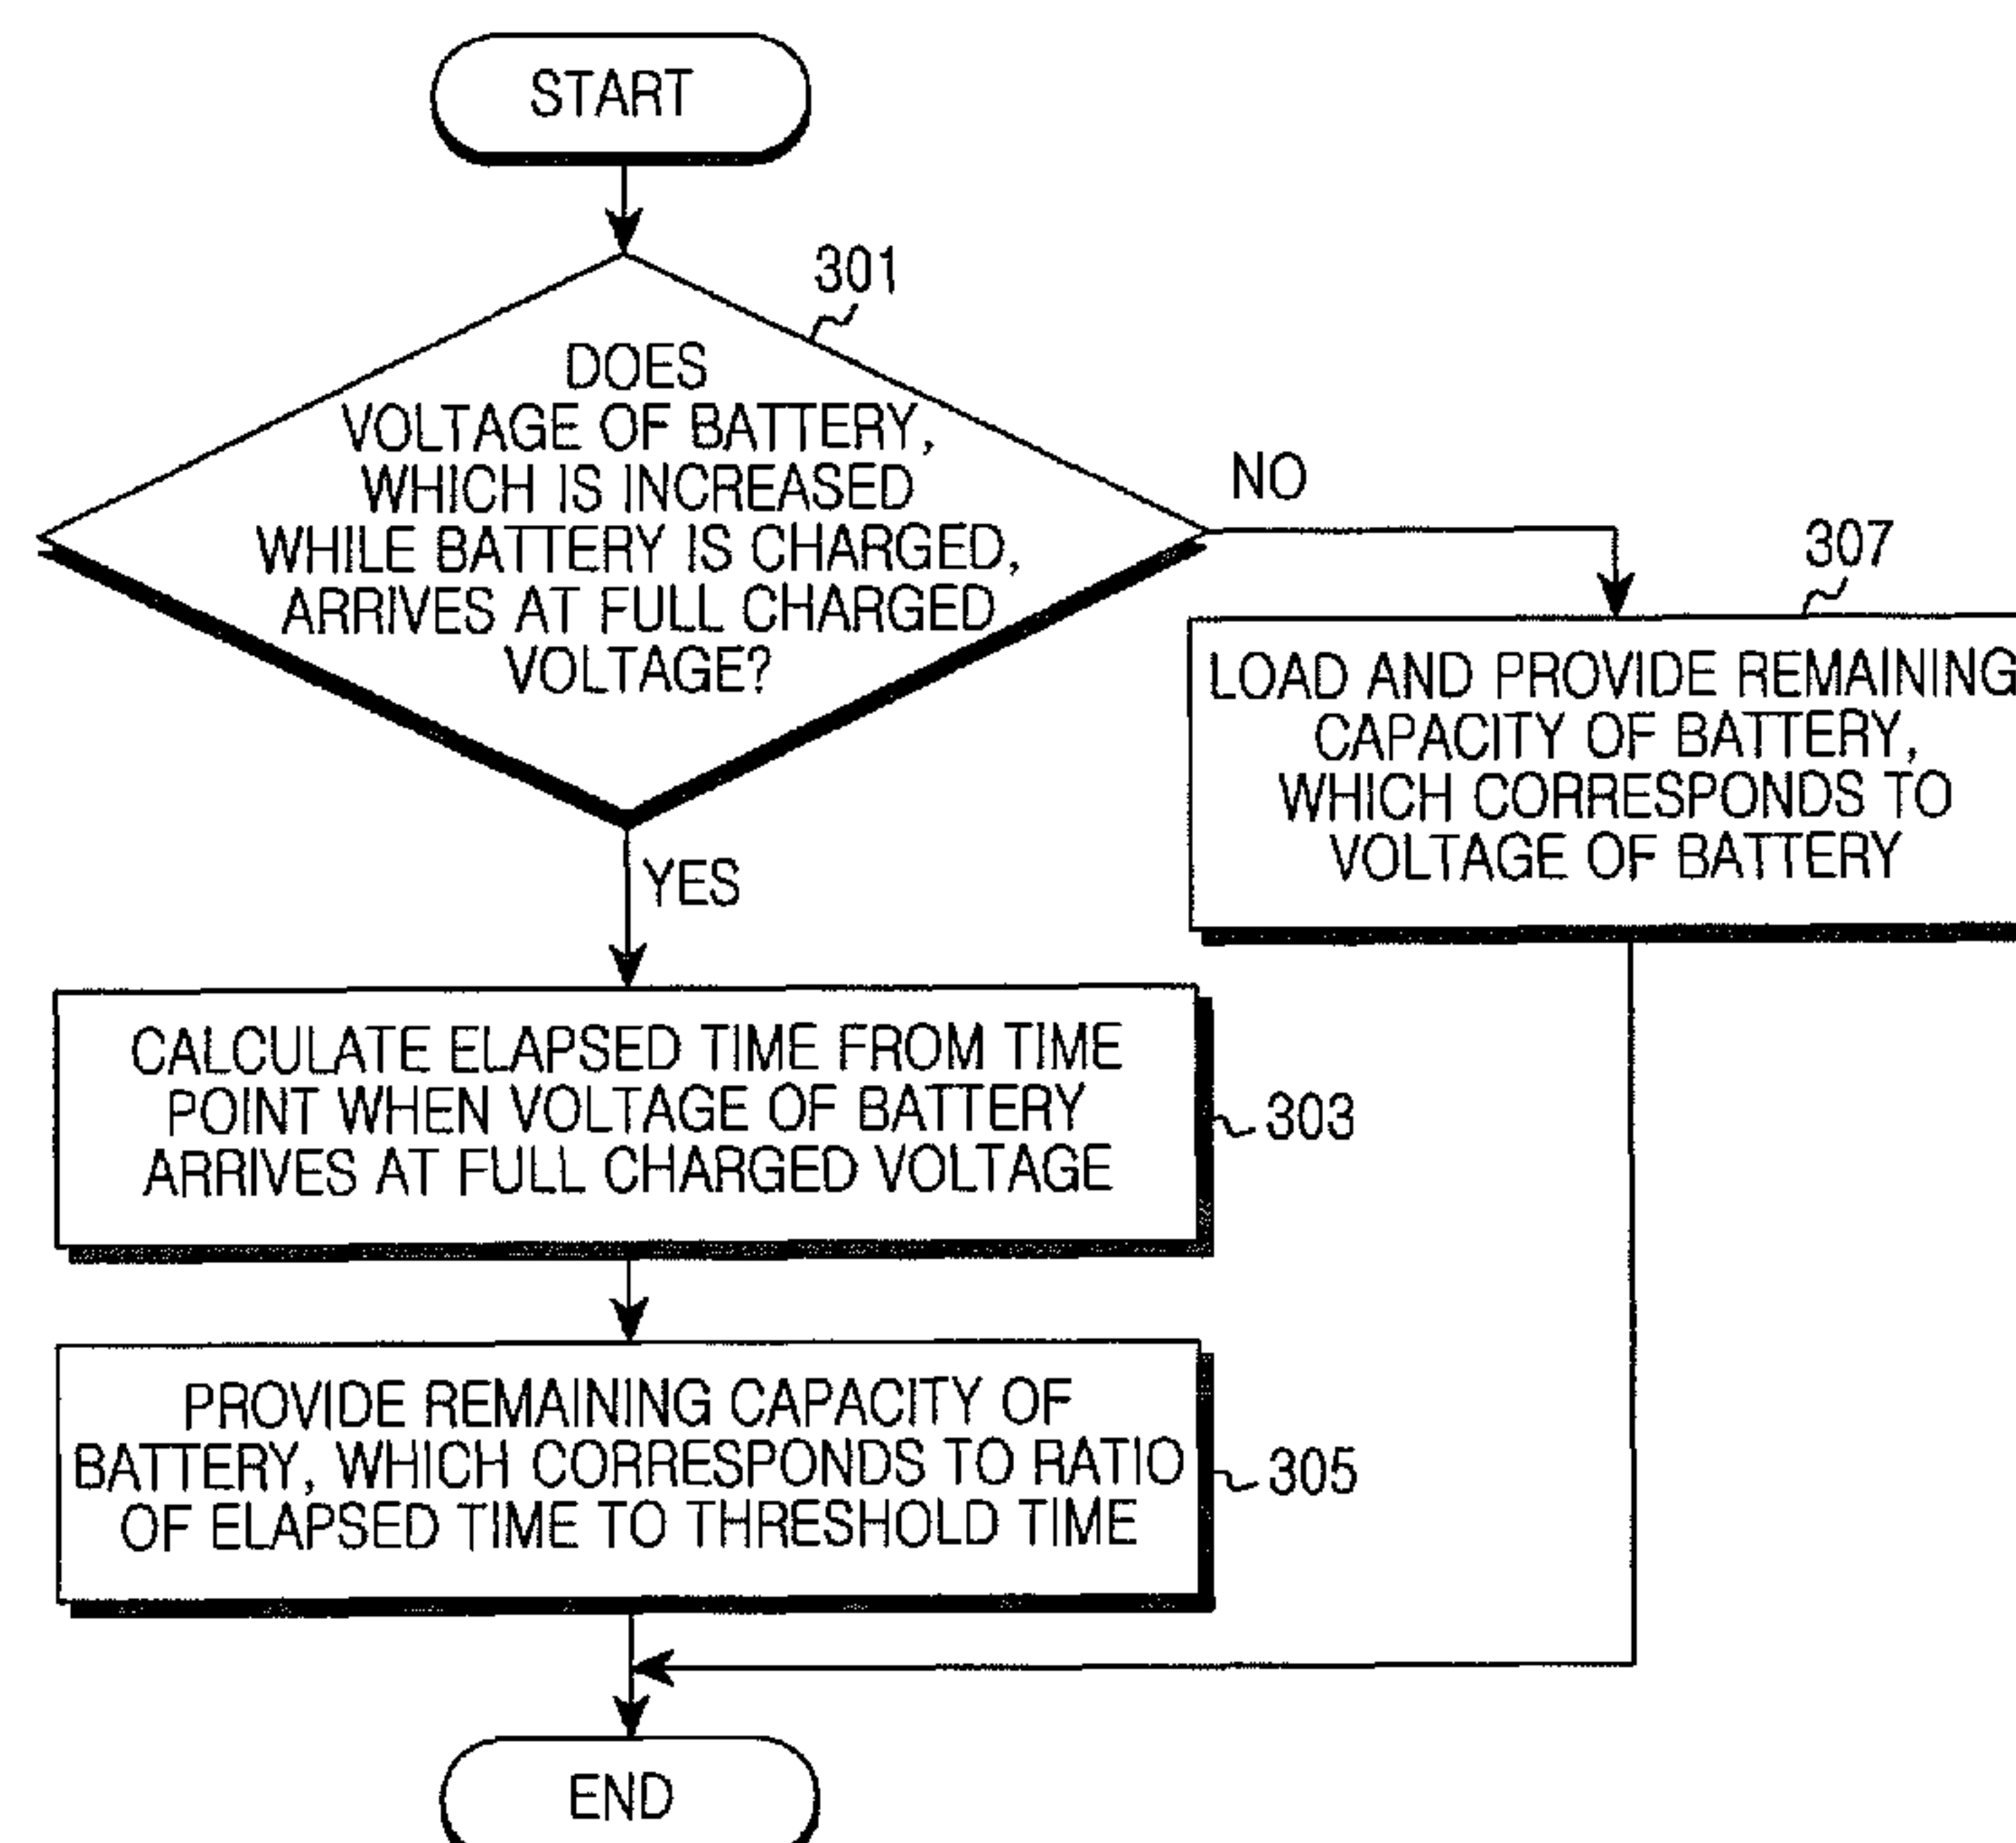 START
301
DOES
VOLTAGE OF BATTERY,
WHICH IS INCREASED
WHILE BATTERY IS CHARGED,
ARRIVES AT FULL CHARGED
VOLTAGE?
NO
307
LOAD AND PROVIDE REMAINING
CAPACITY OF BATTERY,
WHICH CORRESPONDS TO
VOLTAGE OF BATTERY
YES
CALCULATE ELAPSED TIME FROM TIME
POINT WHEN VOLTAGE OF BATTERY
ARRIVES AT FULL CHARGED VOLTAGE
303
PROVIDE REMAINING CAPACITY OF
BATTERY, WHICH CORRESPONDS TO RATIO
OF ELAPSED TIME TO THRESHOLD TIME
305
END